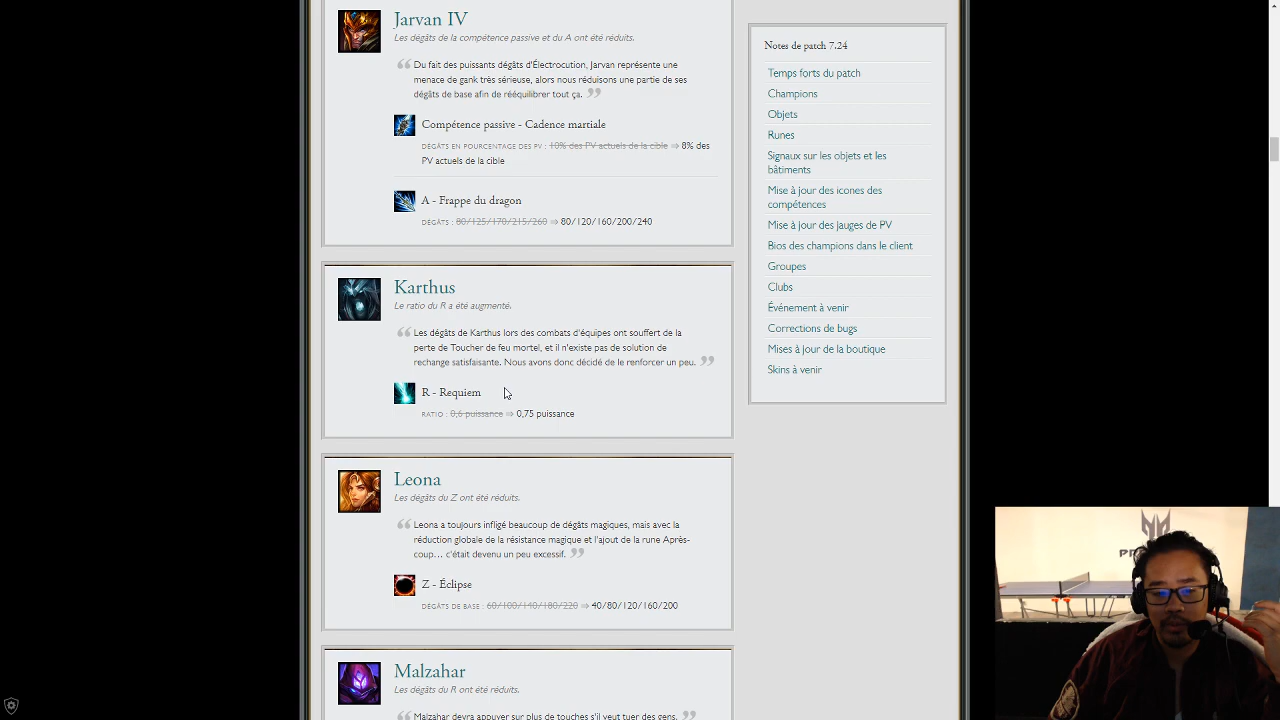 Jarvan IV
Les dégâts de la compétence passive et du A ont été réduits.
“ Du fait des puissants dégâts d'Électrocution, Jarvan représente une
menace de gank très sérieuse, alors nous réduisons une partie de ses
dégâts de base afin de rééquilibrer tout ça. ”
Compétence passive - Cadence martiale
DÉGÂTS EN POURCENTAGE DES PV : 10% des PV actuels de la cible ⇒ 8% des
PV actuels de la cible
A - Frappe du dragon
DÉGÂTS : 80/125/170/215/260 ⇒ 80/120/160/200/240
Karthus
Le ratio du R a été augmenté.
“ Les dégâts de Karthus lors des combats d'équipes ont souffert de la
perte de Toucher de feu mortel, et il n'existe pas de solution de
rechange satisfaisante. Nous avons donc décidé de le renforcer un peu. ”
R - Requiem
RATIO : 0,6 puissance ⇒ 0,75 puissance
Leona
Les dégâts du Z ont été réduits.
“ Leona a toujours infligé beaucoup de dégâts magiques, mais avec la
réduction globale de la résistance magique et l'ajout de la rune Après-
coup… c'était devenu un peu excessif. ”
Z - Éclipse
DÉGÂTS DE BASE : 60/100/140/180/220 ⇒ 40/80/120/160/200
Malzahar
Les dégâts du R ont été réduits.
“ Malzahar devra appuyer sur plus de touches s'il veut tuer des gens. ”
Notes de patch 7.24
Temps forts du patch
Champions
Objets
Runes
Signaux sur les objets et les
bâtiments
Mise à jour des icones des
compétences
Mise à jour des jauges de PV
Bios des champions dans le client
Groupes
Clubs
Événement à venir
Corrections de bugs
Mises à jour de la boutique
Skins à venir